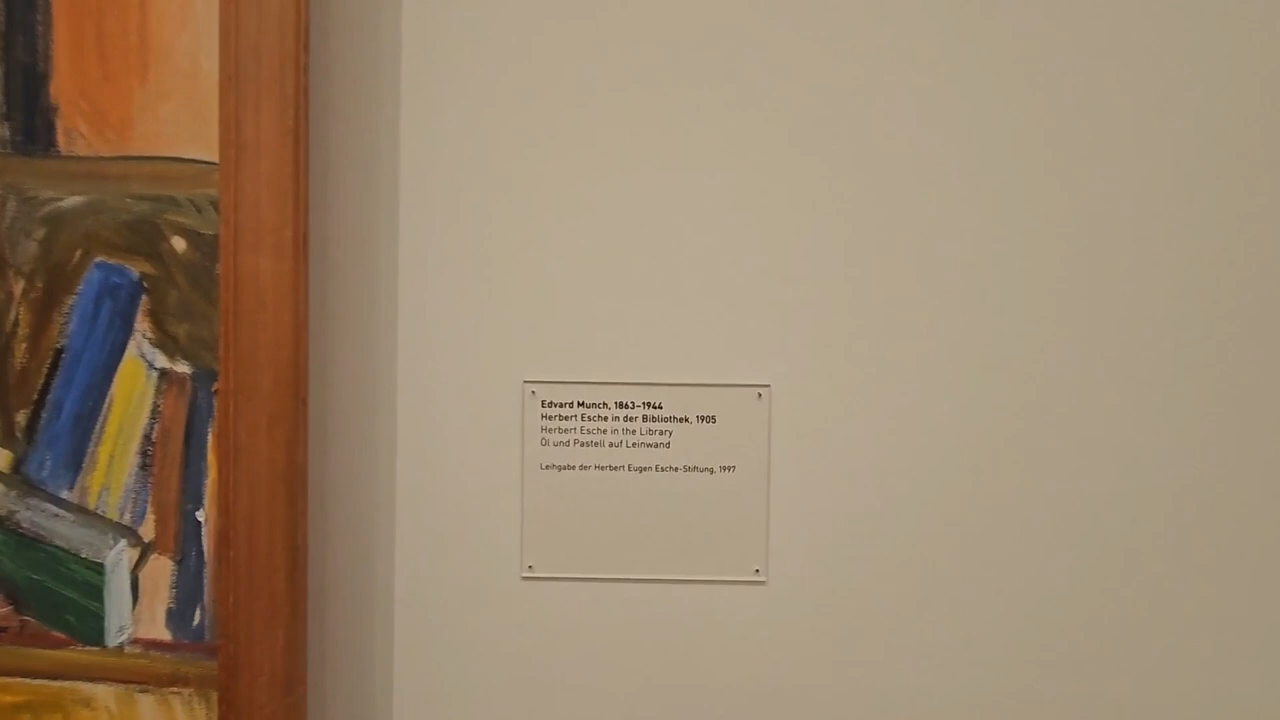 Edvard Munch, 1863–1944
Herbert Esche in der Bibliothek, 1905
Herbert Esche in the Library
Öl und Pastell auf Leinwand
Leihgabe der Herbert Eugen Esche-Stiftung, 1997